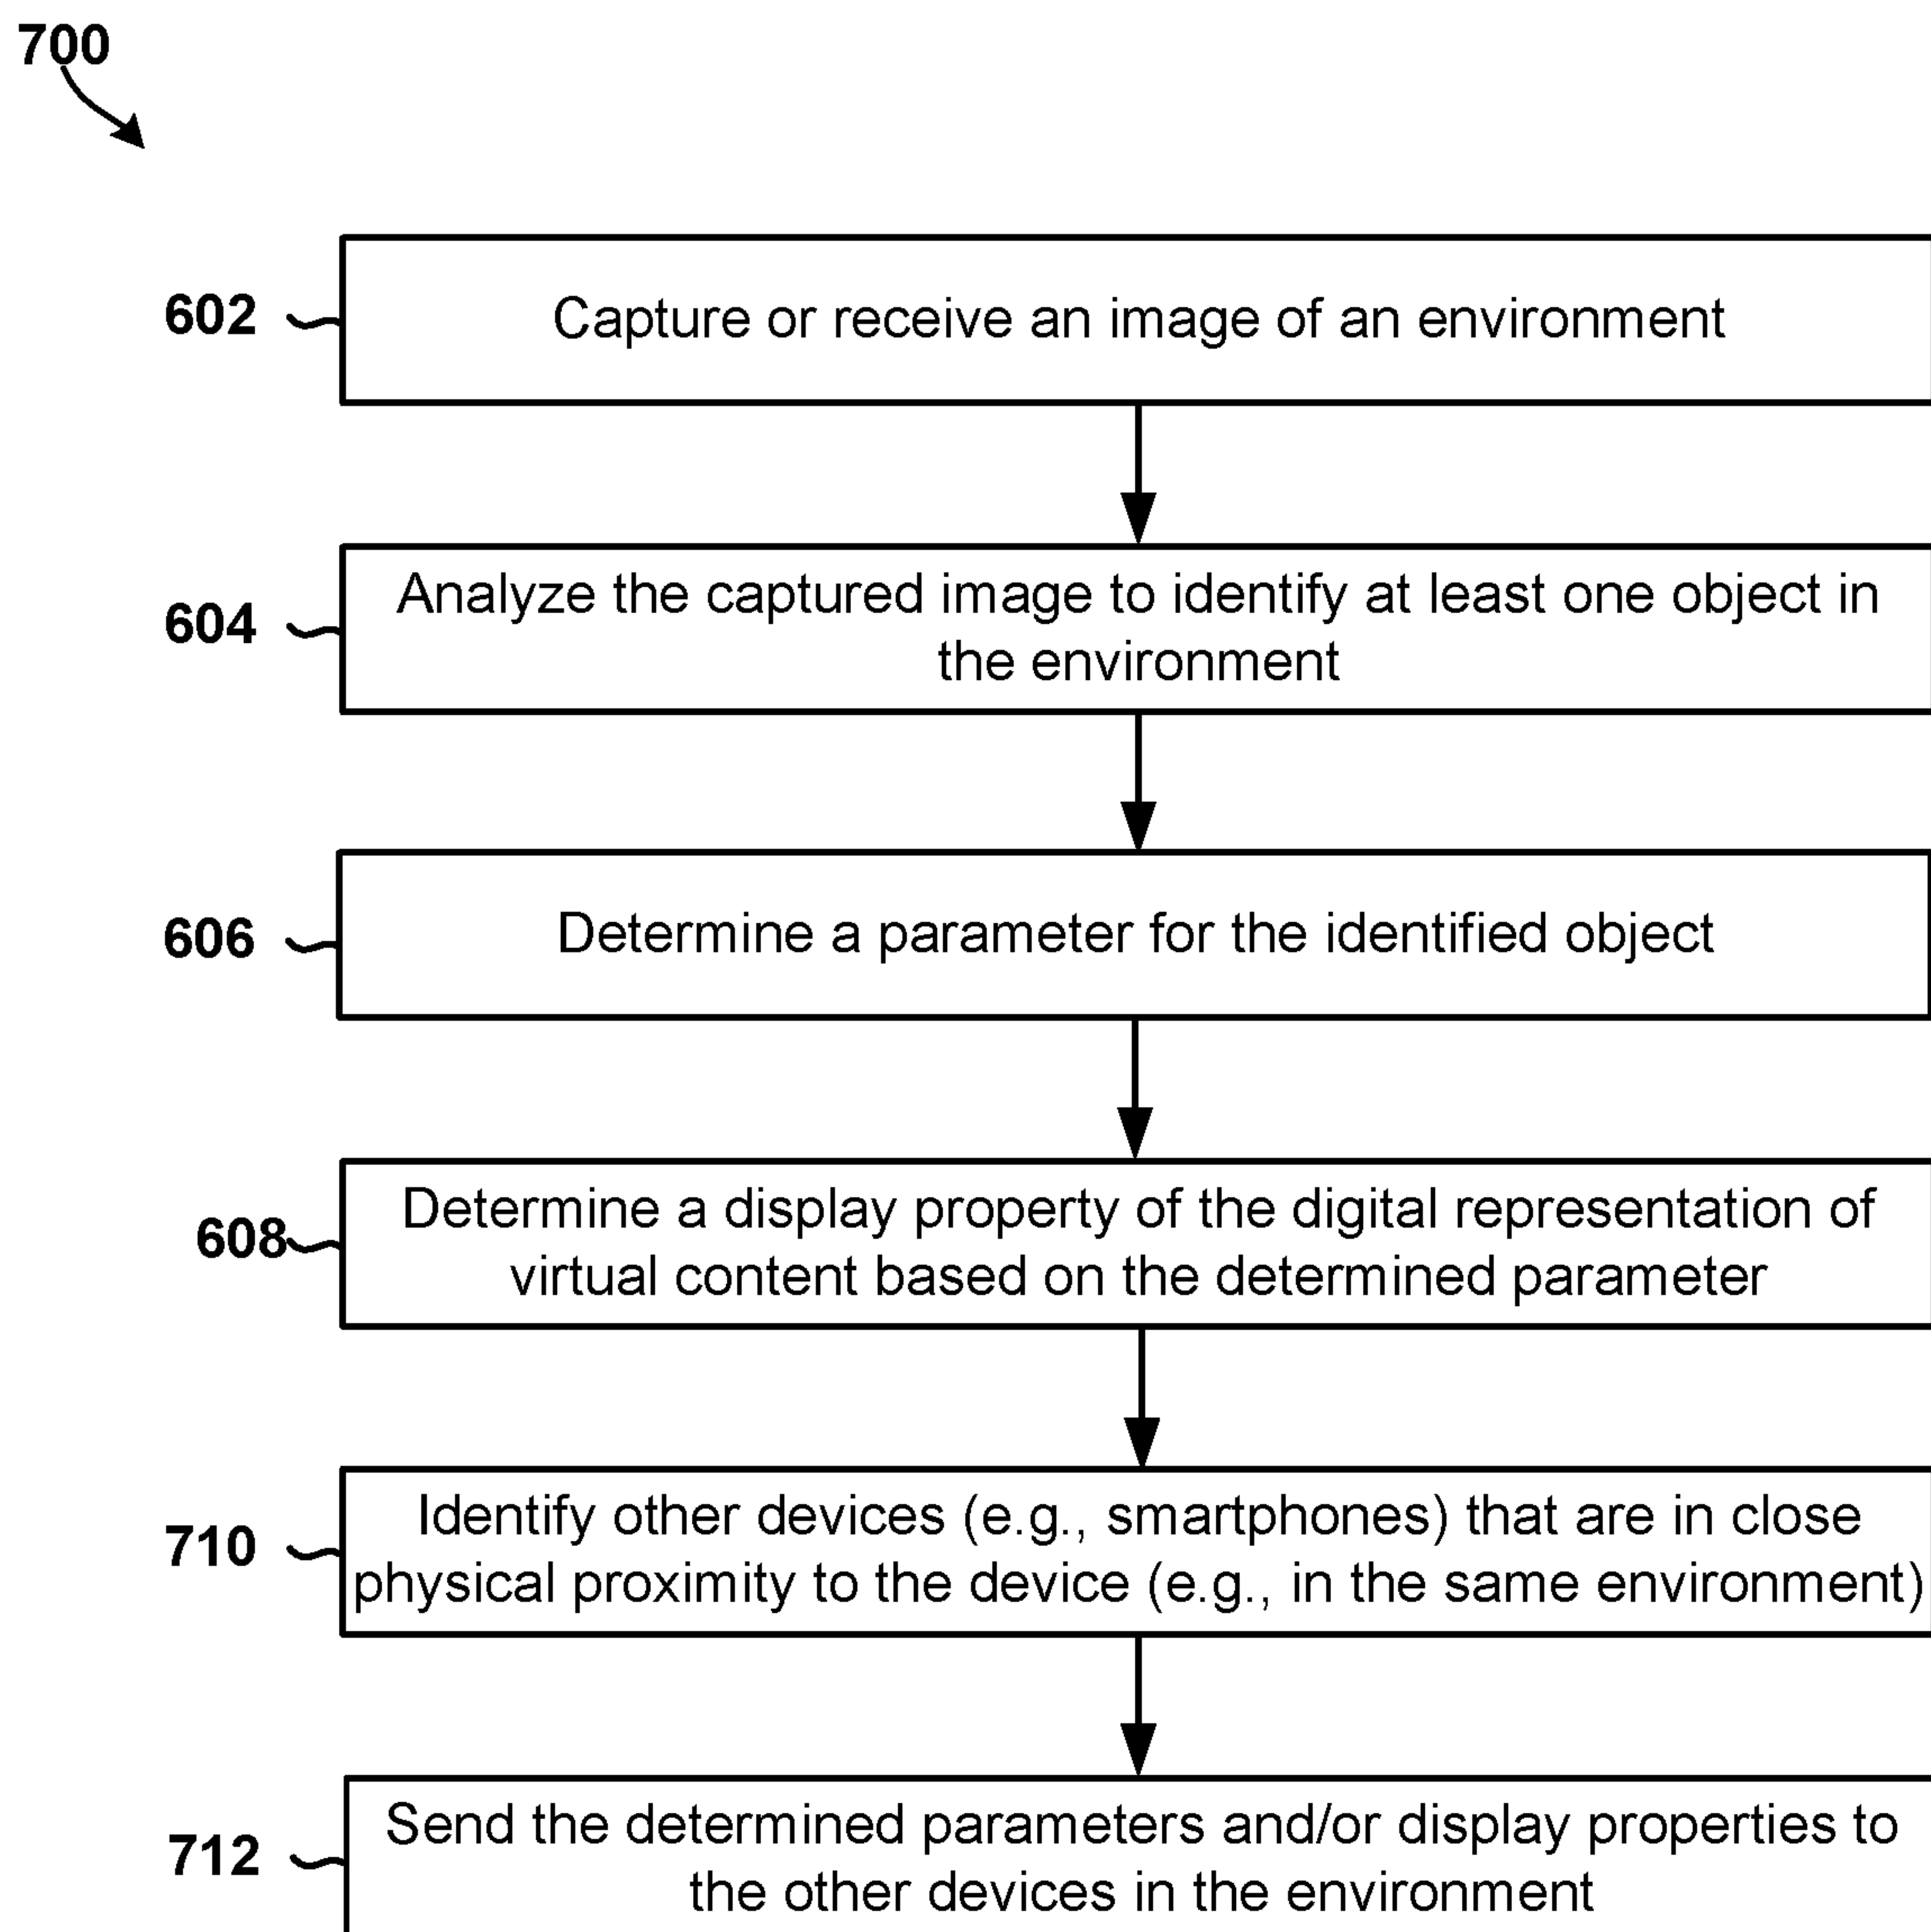 700
602
Capture or receive an image of an environment
604
Analyze the captured image to identify at least one object in
the environment
606
Determine a parameter for the identified object
608
Determine a display property of the digital representation of
virtual content based on the determined parameter
710
Identify other devices (e.g., smartphones) that are in close
physical proximity to the device (e.g., in the same environment)
712
Send the determined parameters and/or display properties to
the other devices in the environment